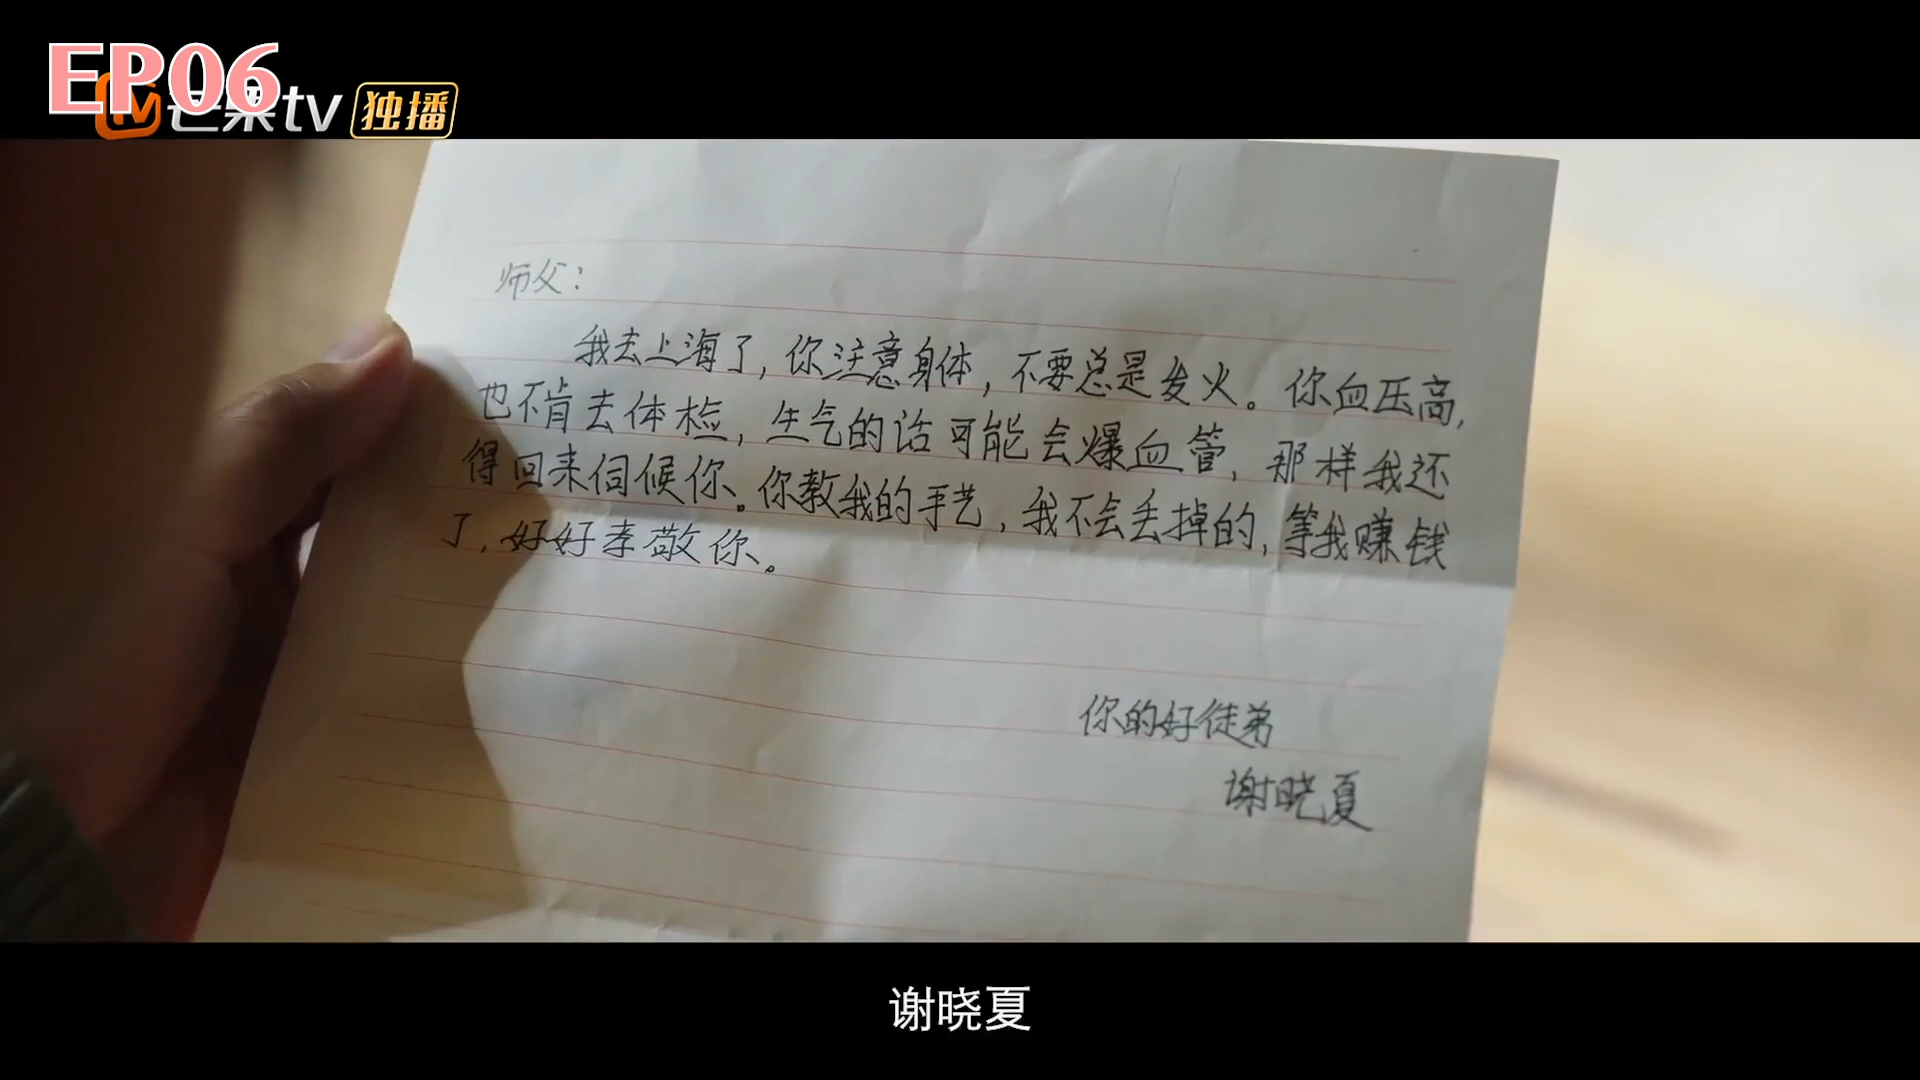 EP06
芒果tv 独播
师父：
我去上海了，你注意身体，不要总是发火。你血压高，
也不肯去体检，生气的话可能会爆血管，那样我还
得回来伺候你。你教我的手艺，我不会丢掉的，等我赚钱
了，好好孝敬你。
你的好徒弟
谢晓夏
谢晓夏